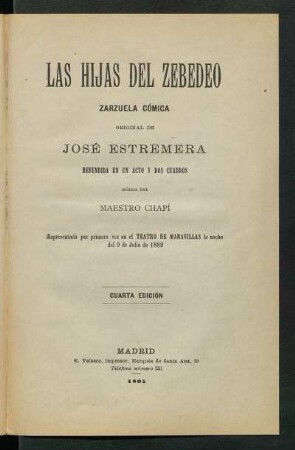 LAS HIJAS DEL ZEBEDEO
ZARZUELA CÓMICA
ORIGINAL DE
JOSÉ ESTREMERA
REFUNDIDA EN UN ACTO Y DOS CUADROS
MÚSICA DEL
MAESTRO CHAPÍ
Representada por primera vez en el TEATRO DE MARAVILLAS la noche
del 9 de Julio de 1889
CUARTA EDICIÓN
MADRID
R. Velasco, impresor, Marqués de Santa Ana, 20
Teléfono número 551
1905